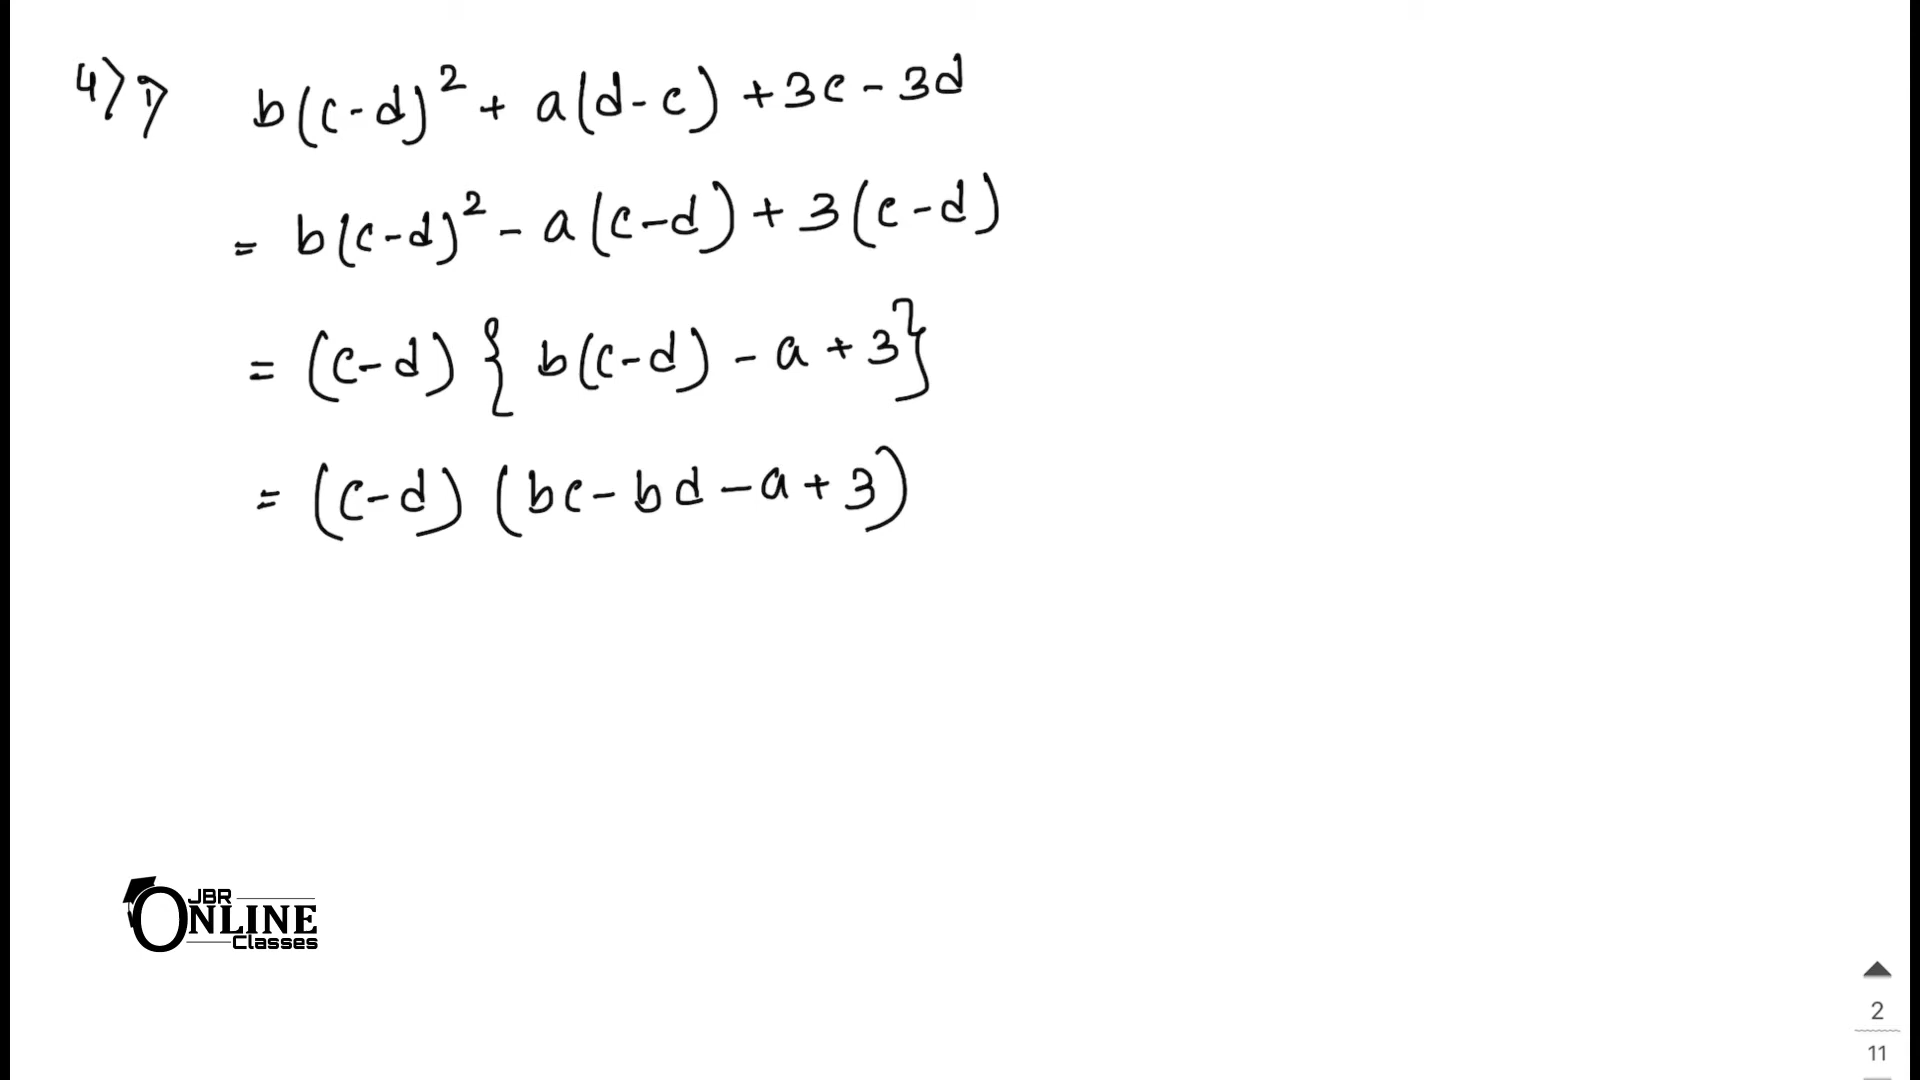 4) i) b(c-d)² + a(d-c) + 3c - 3d
= b(c-d)² - a(c-d) + 3(c-d)
= (c-d) { b(c-d) - a + 3}
= (c-d) (bc - bd - a + 3)
JBR
ONLINE
Classes
2
11